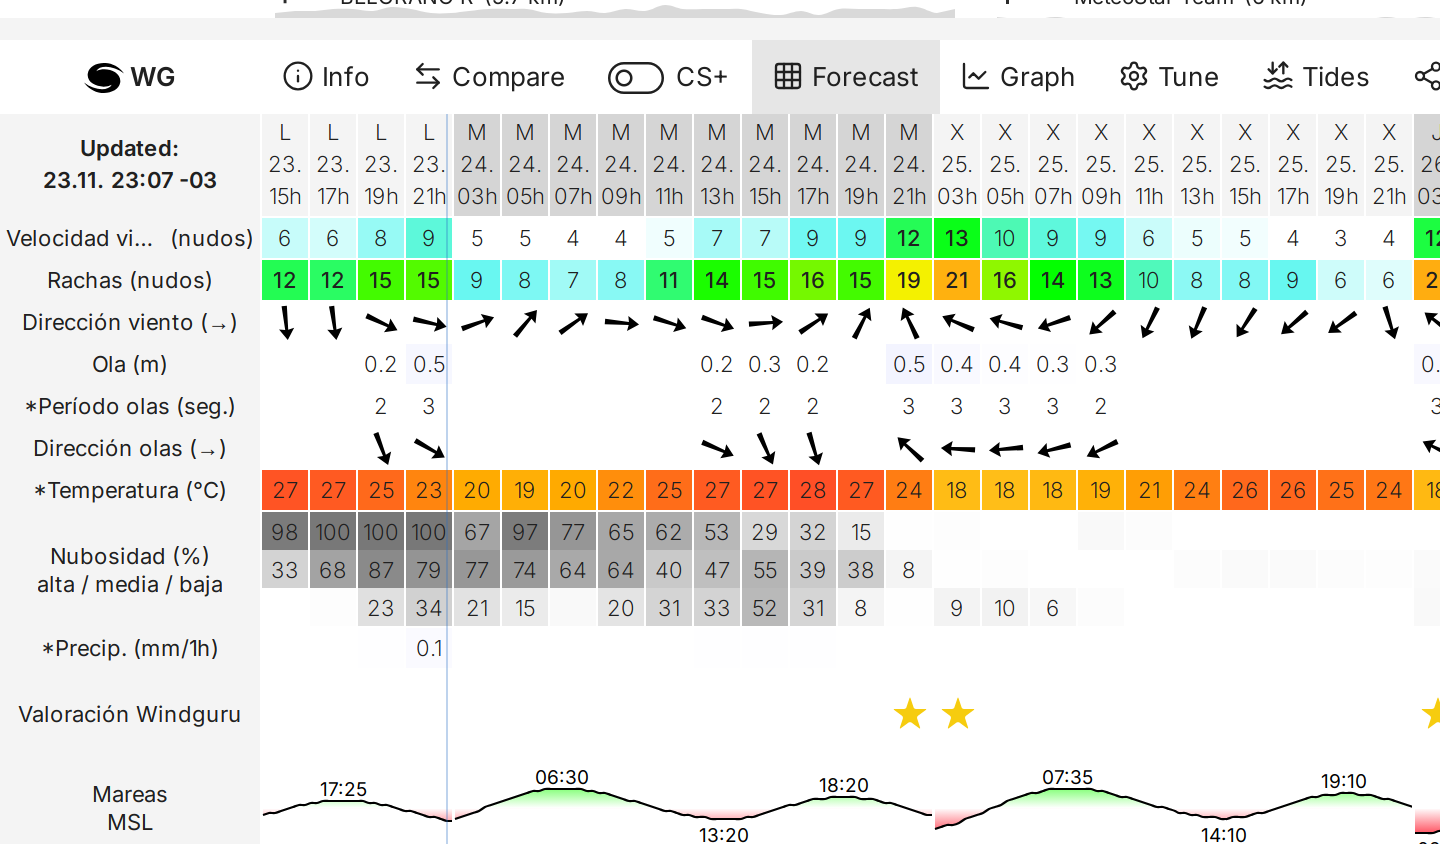 BELGRANO R (6.7 km)
MeteoStar Team (6 km)
WG Info Compare CS+ Forecast Graph Tune Tides
Updated:
23.11. 23:07 -03
L L L L M M M M M M M M M M X X X X X X X X X X J
23. 23. 23. 23. 24. 24. 24. 24. 24. 24. 24. 24. 24. 24. 25. 25. 25. 25. 25. 25. 25. 25. 25. 25.
15h 17h 19h 21h 03h 05h 07h 09h 11h 13h 15h 17h 19h 21h 03h 05h 07h 09h 11h 13h 15h 17h 19h 21h
Velocidad vi... (nudos) 6 6 8 9 5 5 4 4 5 7 7 9 9 12 13 10 9 9 6 5 5 4 3 4 12
Rachas (nudos) 12 12 15 15 9 8 7 8 11 14 15 16 15 19 21 16 14 13 10 8 8 9 6 6
Dirección viento (→)
Ola (m) 0.2 0.5 0.2 0.3 0.2 0.5 0.4 0.4 0.3 0.3
*Período olas (seg.) 2 3 2 2 2 3 3 3 3 2 3
Dirección olas (→)
*Temperatura (°C) 27 27 25 23 20 19 20 22 25 27 27 28 27 24 18 18 18 19 21 24 26 26 25 24 18
98 100 100 100 67 97 77 65 62 53 29 32 15
Nubosidad (%)
alta / media / baja
33 68 87 79 77 74 64 64 40 47 55 39 38 8
23 34 21 15 20 31 33 52 31 8 9 10 6
*Precip. (mm/1h) 0.1
Valoración Windguru
Mareas
MSL
17:25 06:30 13:20 18:20 07:35 14:10 19:10